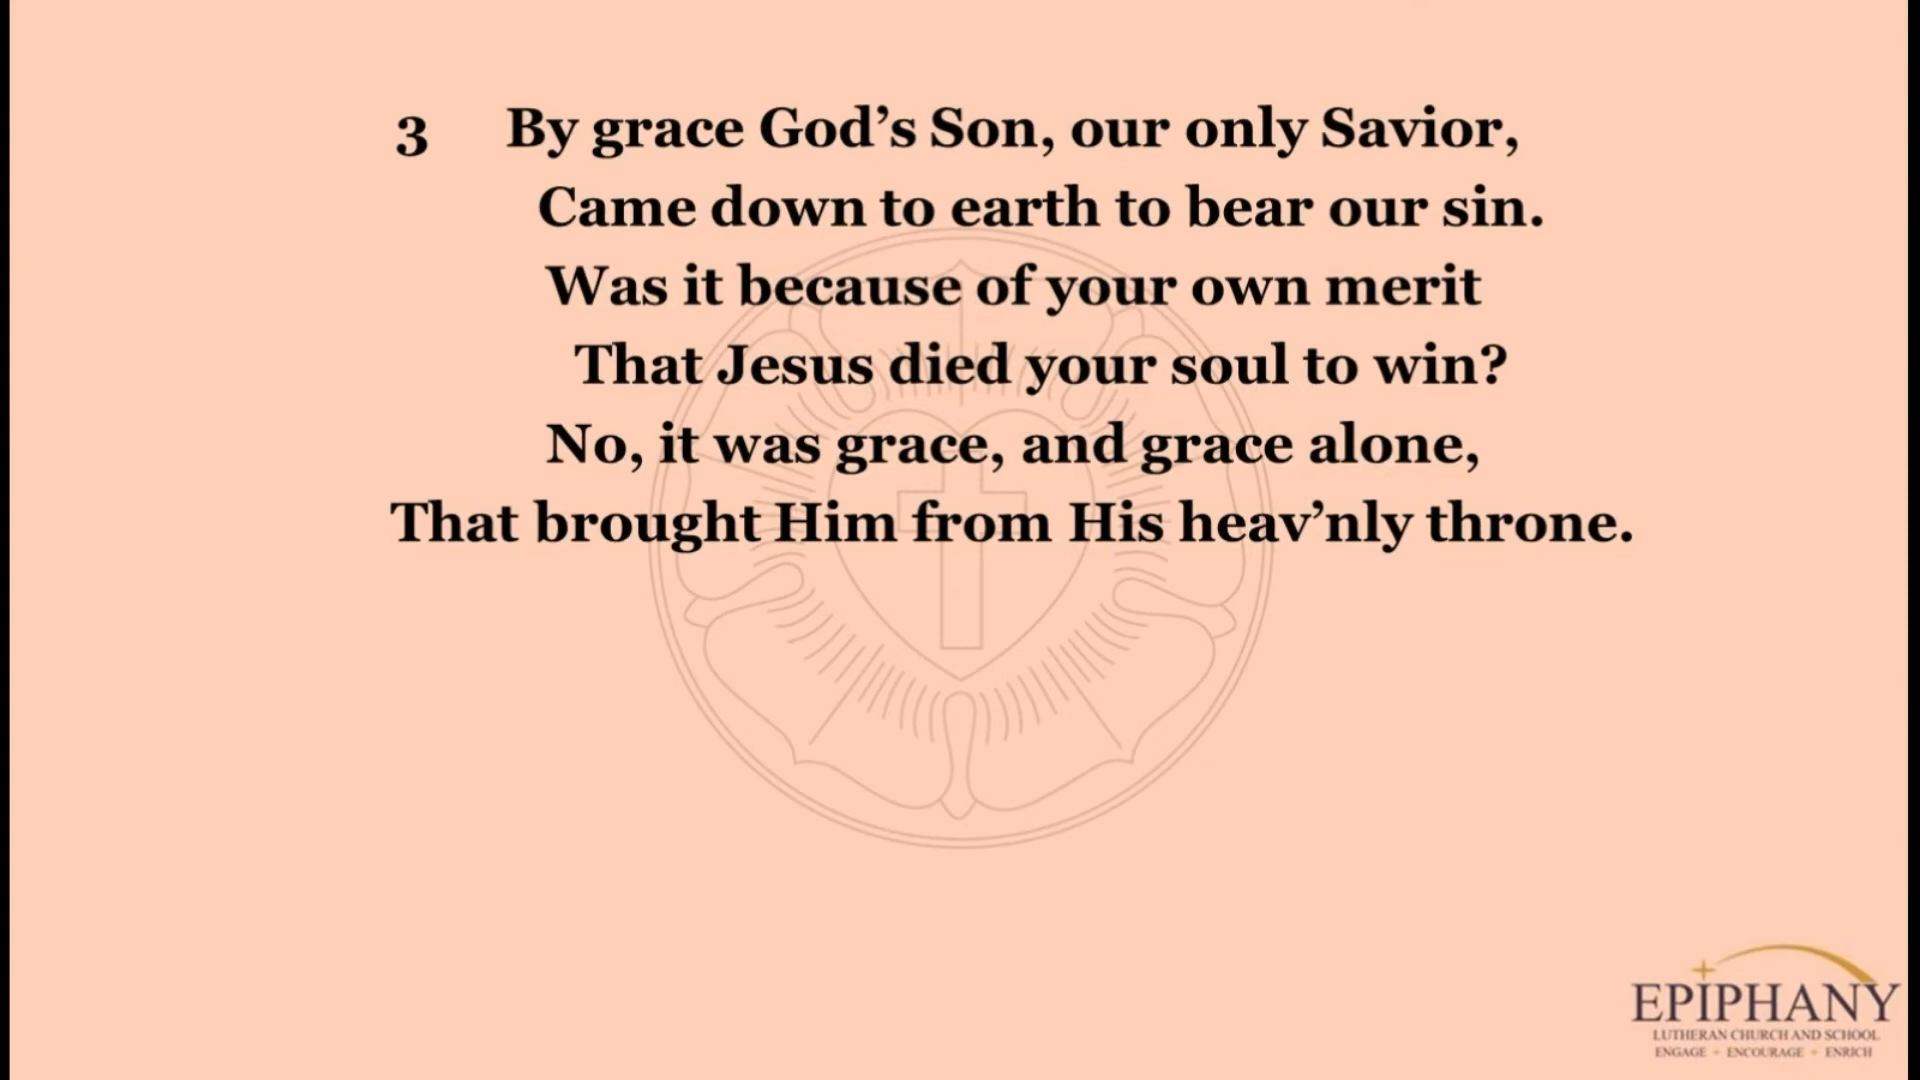 3 By grace God’s Son, our only Savior,
Came down to earth to bear our sin.
Was it because of your own merit
That Jesus died your soul to win?
No, it was grace, and grace alone,
That brought Him from His heav’nly throne.
EPIPHANY
LUTHERAN CHURCH AND SCHOOL
ENGAGE + ENCOURAGE + ENRICH